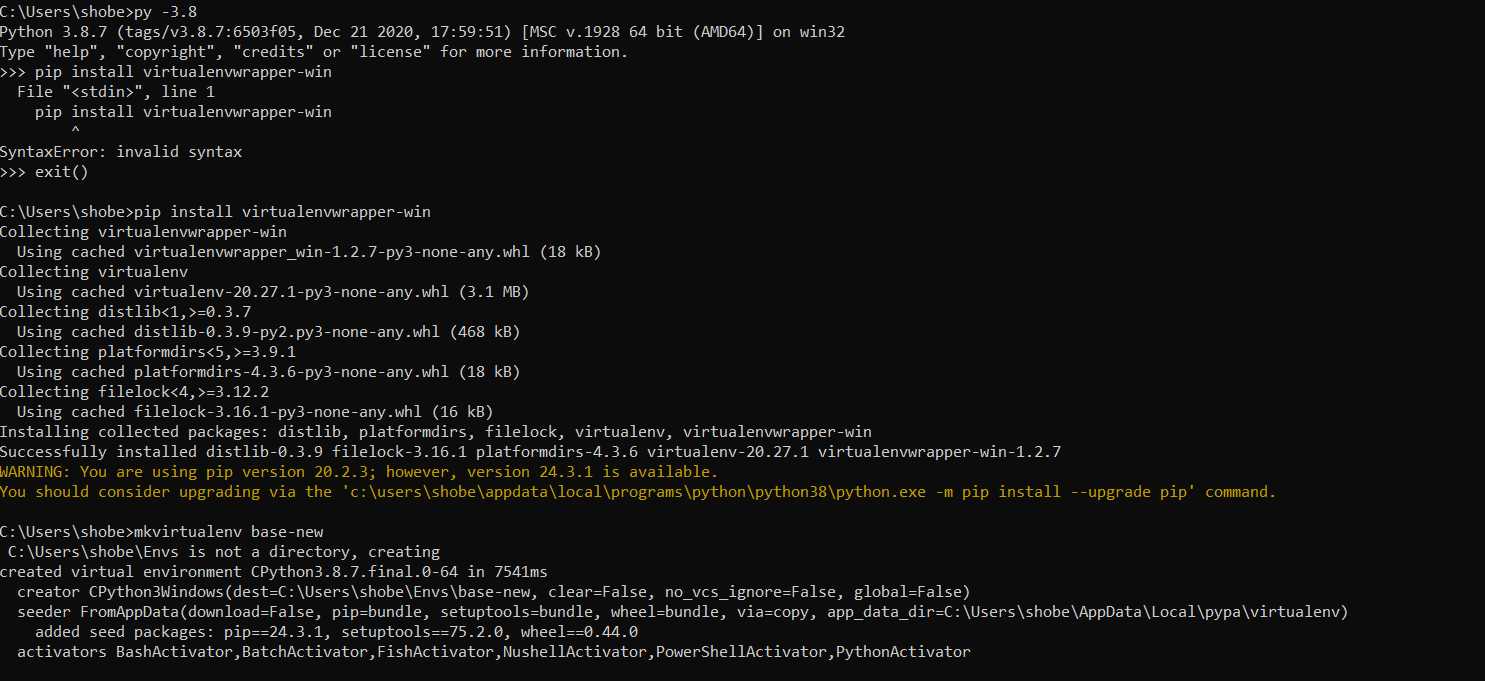 C:\Users\shobe>py -3.8
Python 3.8.7 (tags/v3.8.7:6503f05, Dec 21 2020, 17:59:51) [MSC v.1928 64 bit (AMD64)] on win32
Type "help", "copyright", "credits" or "license" for more information.
>>> pip install virtualenvwrapper-win
  File "<stdin>", line 1
    pip install virtualenvwrapper-win
        ^
SyntaxError: invalid syntax
>>> exit()

C:\Users\shobe>pip install virtualenvwrapper-win
Collecting virtualenvwrapper-win
  Using cached virtualenvwrapper_win-1.2.7-py3-none-any.whl (18 kB)
Collecting virtualenv
  Using cached virtualenv-20.27.1-py3-none-any.whl (3.1 MB)
Collecting distlib<1,>=0.3.7
  Using cached distlib-0.3.9-py2.py3-none-any.whl (468 kB)
Collecting platformdirs<5,>=3.9.1
  Using cached platformdirs-4.3.6-py3-none-any.whl (18 kB)
Collecting filelock<4,>=3.12.2
  Using cached filelock-3.16.1-py3-none-any.whl (16 kB)
Installing collected packages: distlib, platformdirs, filelock, virtualenv, virtualenvwrapper-win
Successfully installed distlib-0.3.9 filelock-3.16.1 platformdirs-4.3.6 virtualenv-20.27.1 virtualenvwrapper-win-1.2.7
WARNING: You are using pip version 20.2.3; however, version 24.3.1 is available.
You should consider upgrading via the 'c:\users\shobe\appdata\local\programs\python\python38\python.exe -m pip install --upgrade pip' command.

C:\Users\shobe>mkvirtualenv base-new
 C:\Users\shobe\Envs is not a directory, creating
created virtual environment CPython3.8.7.final.0-64 in 7541ms
  creator CPython3Windows(dest=C:\Users\shobe\Envs\base-new, clear=False, no_vcs_ignore=False, global=False)
  seeder FromAppData(download=False, pip=bundle, setuptools=bundle, wheel=bundle, via=copy, app_data_dir=C:\Users\shobe\AppData\Local\pypa\virtualenv)
    added seed packages: pip==24.3.1, setuptools==75.2.0, wheel==0.44.0
  activators BashActivator,BatchActivator,FishActivator,NushellActivator,PowerShellActivator,PythonActivator